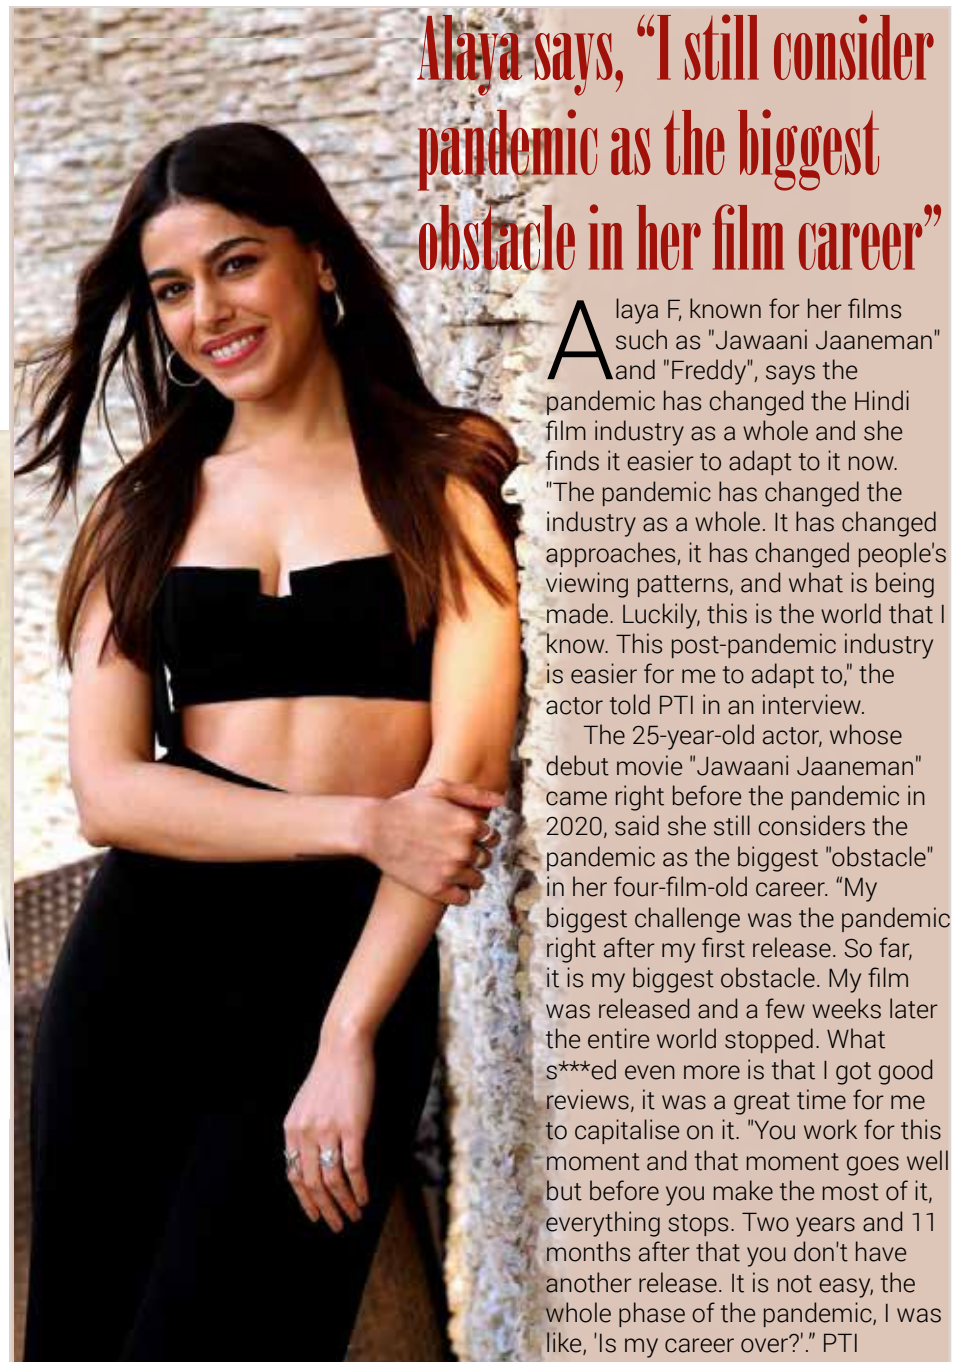 Alaya says, “I still consider
pandemic as the biggest
obstacle in her film career”
Alaya F, known for her films
such as "Jawaani Jaaneman"
and "Freddy", says the
pandemic has changed the Hindi
film industry as a whole and she
finds it easier to adapt to it now.
"The pandemic has changed the
industry as a whole. It has changed
approaches, it has changed people's
viewing patterns, and what is being
made. Luckily, this is the world that I
know. This post-pandemic industry
is easier for me to adapt to," the
actor told PTI in an interview.
The 25-year-old actor, whose
debut movie "Jawaani Jaaneman"
came right before the pandemic in
2020, said she still considers the
pandemic as the biggest "obstacle"
in her four-film-old career. “My
biggest challenge was the pandemic
right after my first release. So far,
it is my biggest obstacle. My film
was released and a few weeks later
the entire world stopped. What
s***ed even more is that I got good
reviews, it was a great time for me
to capitalise on it. "You work for this
moment and that moment goes well
but before you make the most of it,
everything stops. Two years and 11
months after that you don't have
another release. It is not easy, the
whole phase of the pandemic, I was
like, 'Is my career over?'.” PTI